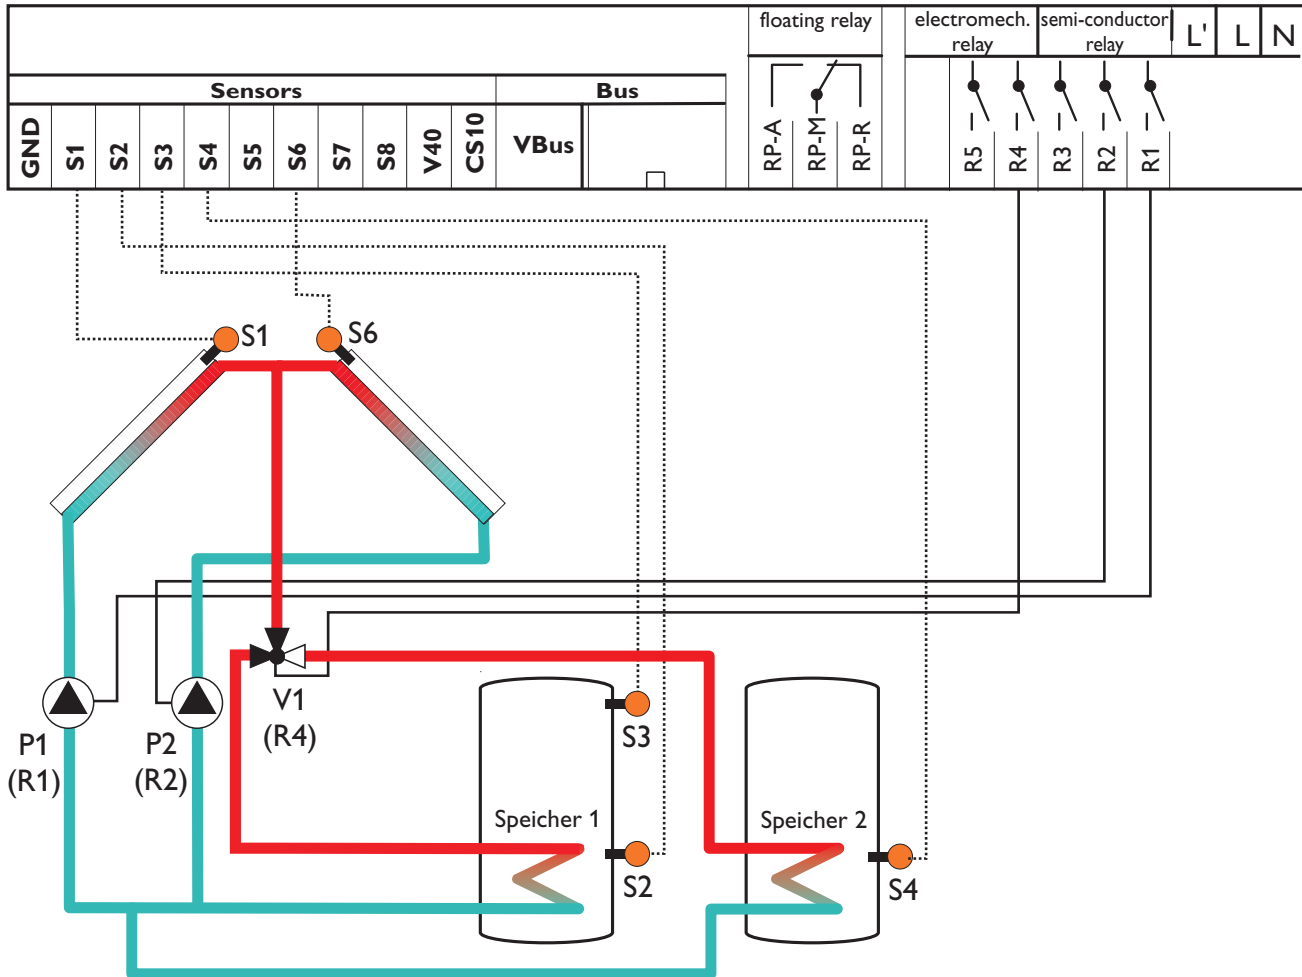 floating relay
electromech.
relay
semi-conductor
relay
L'
L
N
Sensors
Bus
GND
S1
S2
S3
S4
S5
S6
S7
S8
V40
CS10
VBus
RP-A
RP-M
RP-R
R5
R4
R3
R2
R1
S1
S6
V1
(R4)
P1
(R1)
P2
(R2)
S3
Speicher 1
Speicher 2
S2
S4